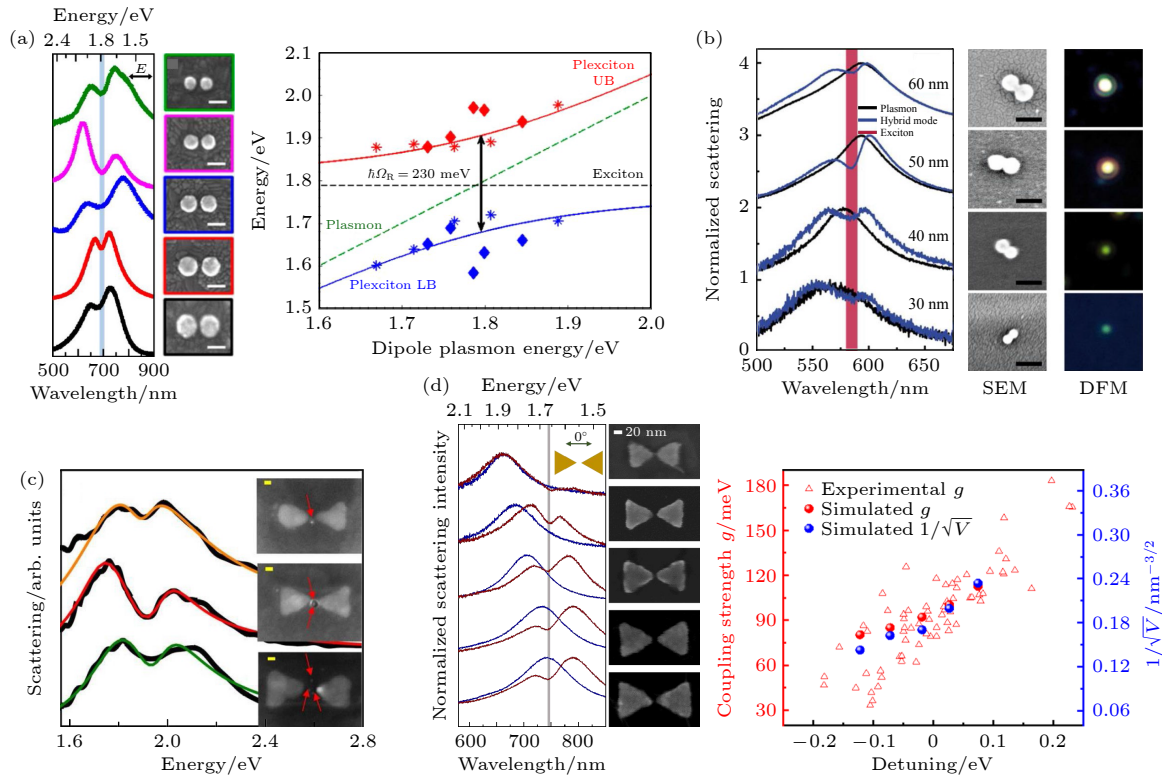 (a)
Energy/eV
2.4 1.8 1.5
E
500 700 900
Wavelength/nm
2.1
2.0
1.9
1.8
1.7
1.6
1.5
Energy/eV
Plexciton
UB
ħΩR = 230 meV
Exciton
Plasmon
Plexciton LB
1.6 1.7 1.8 1.9 2.0
Dipole plasmon energy/eV
(b)
Normalized scattering
4
3
2
1
0
60 nm
Plasmon
Hybrid mode
Exciton
50 nm
40 nm
30 nm
500 550 600 650
Wavelength/nm
SEM
DFM
(c)
Scattering/arb. units
1.6 2.0 2.4 2.8
Energy/eV
(d)
Energy/eV
2.1 1.9 1.7 1.5
Normalized scattering intensity
0°
20 nm
600 700 800
Wavelength/nm
Coupling strength g/meV
180
150
120
90
60
30
Experimental g
Simulated g
Simulated 1/√V
0.36
0.30
0.24
0.18
0.12
0.06
1/√V/nm−3/2
−0.2 −0.1 0 0.1 0.2
Detuning/eV